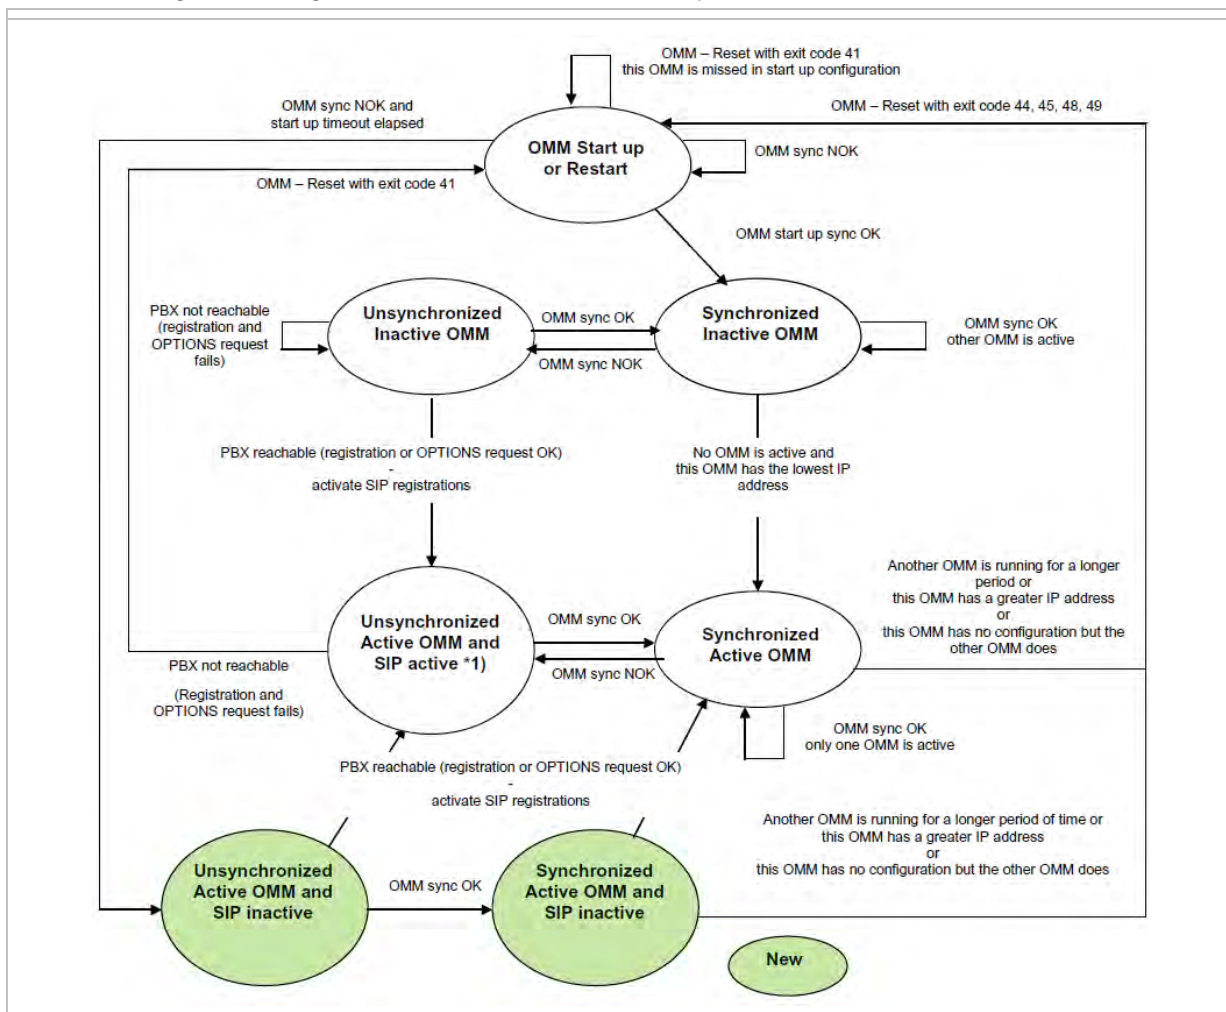 OMM – Reset with exit code 41
this OMM is missed in start up configuration
OMM sync NOK and
start up timeout elapsed
OMM – Reset with exit code 44, 45, 48, 49
OMM Start up
or Restart
OMM sync NOK
OMM – Reset with exit code 41
OMM start up sync OK
PBX not reachable
(registration and
OPTIONS request
fails)
Unsynchronized
Inactive OMM
OMM sync OK
OMM sync NOK
Synchronized
Inactive OMM
OMM sync OK
other OMM is active
PBX reachable (registration or OPTIONS request OK)
-
activate SIP registrations
No OMM is active and
this OMM has the lowest IP
address
Another OMM is running for a longer
period or
this OMM has a greater IP address
or
this OMM has no configuration but the
other OMM does
Unsynchronized
Active OMM and
SIP active *1)
OMM sync OK
OMM sync NOK
Synchronized
Active OMM
PBX not reachable
(Registration and
OPTIONS request fails)
OMM sync OK
only one OMM is active
PBX reachable (registration or OPTIONS request OK)
-
activate SIP registrations
Another OMM is running for a longer period of time or
this OMM has a greater IP address
or
this OMM has no configuration but the other OMM does
Unsynchronized
Active OMM and
SIP inactive
OMM sync OK
Synchronized
Active OMM and
SIP inactive
New